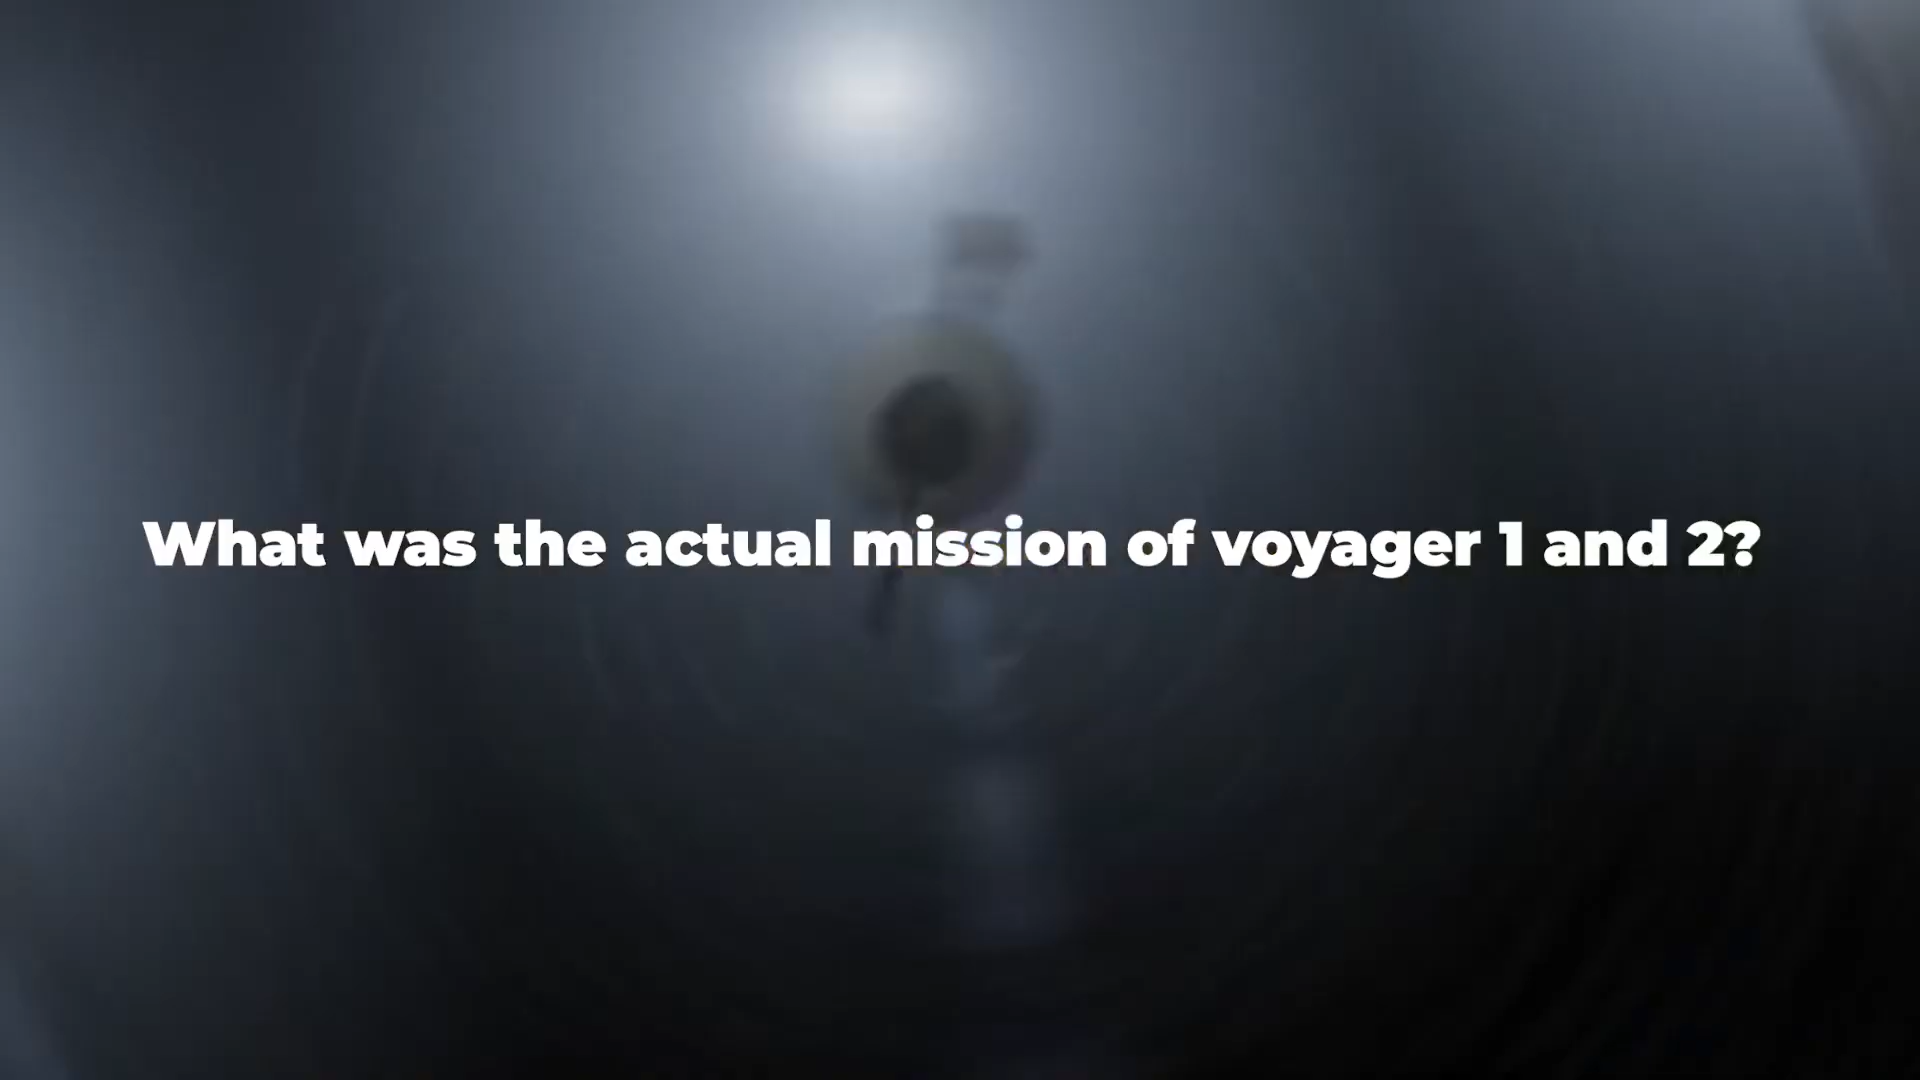 What was the actual mission of voyager 1 and 2?